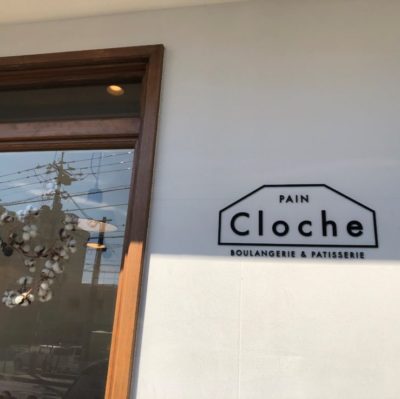 PAIN
Cloche
BOULANGERIE & PATISSERIE